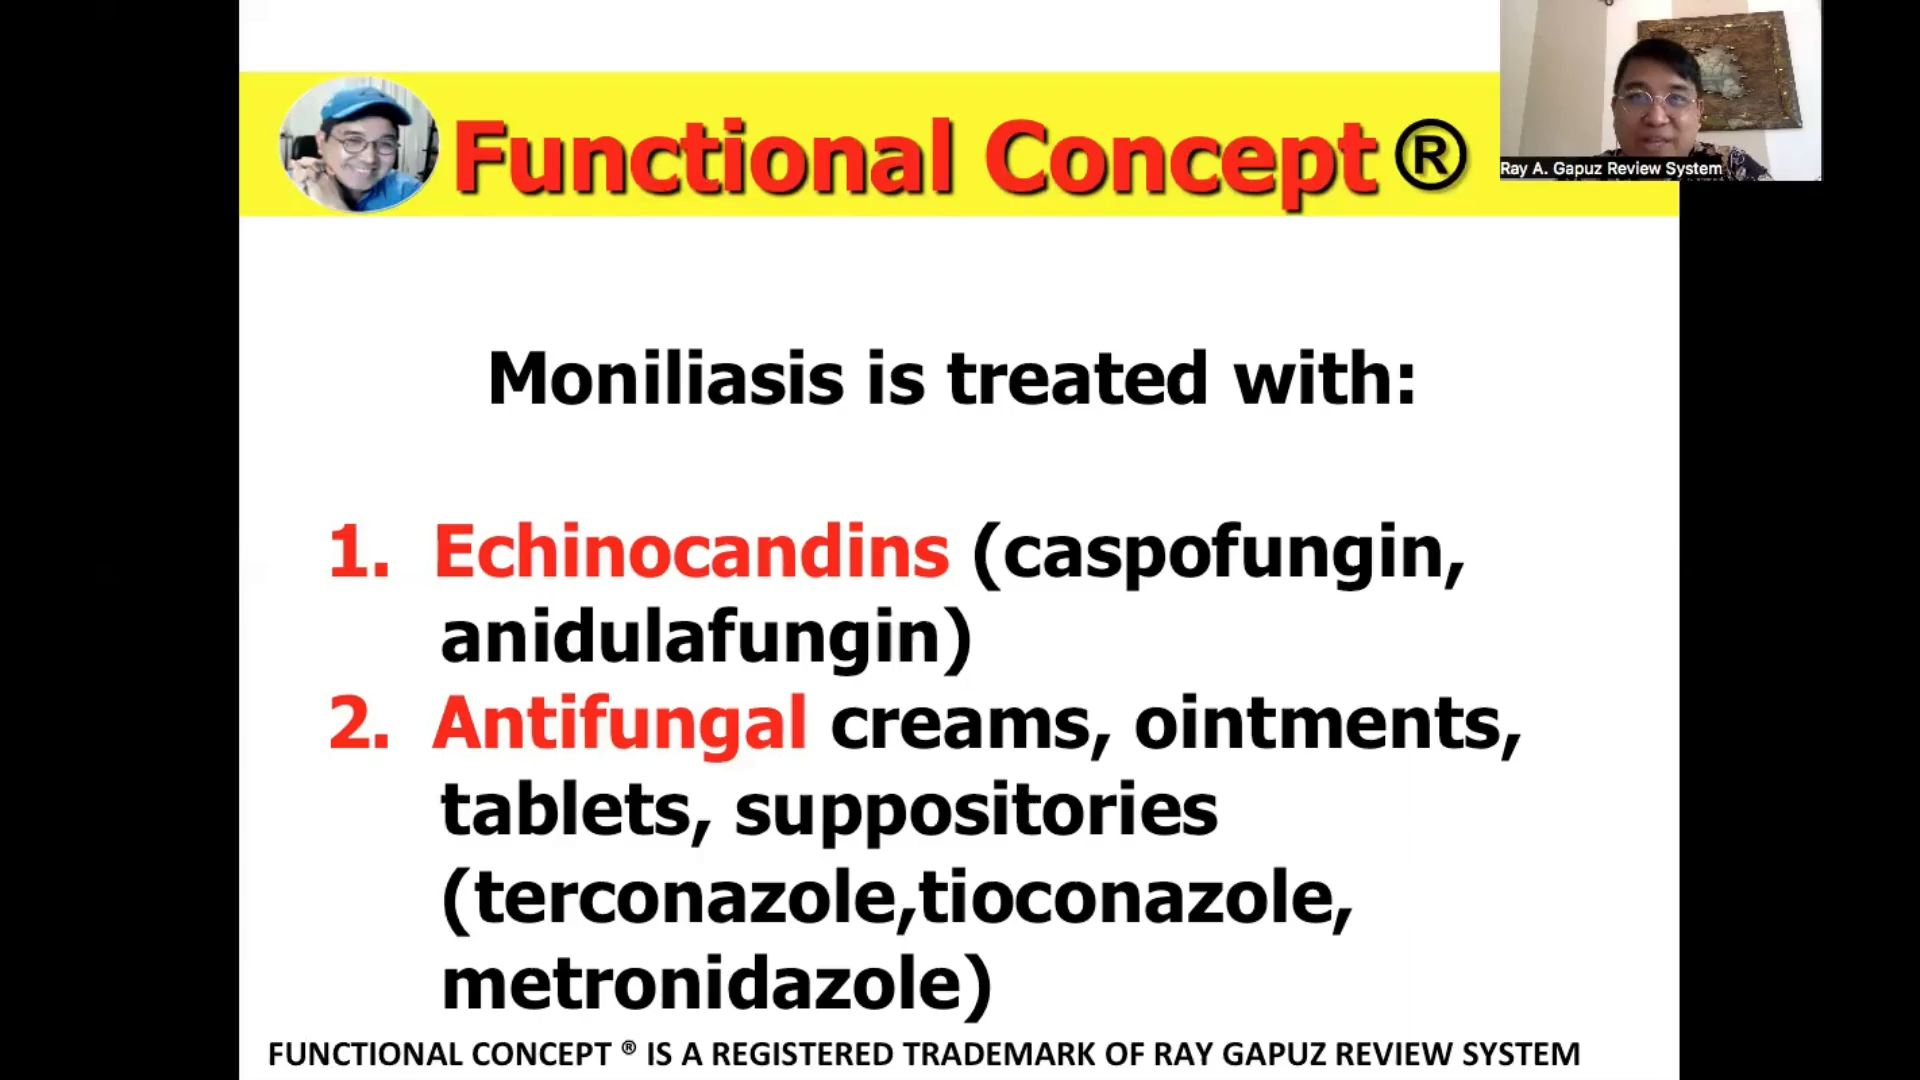 Functional Concept ®
Ray A. Gapuz Review System
Moniliasis is treated with:
1. Echinocandins (caspofungin,
anidulafungin)
2. Antifungal creams, ointments,
tablets, suppositories
(terconazole,tioconazole,
metronidazole)
FUNCTIONAL CONCEPT ® IS A REGISTERED TRADEMARK OF RAY GAPUZ REVIEW SYSTEM